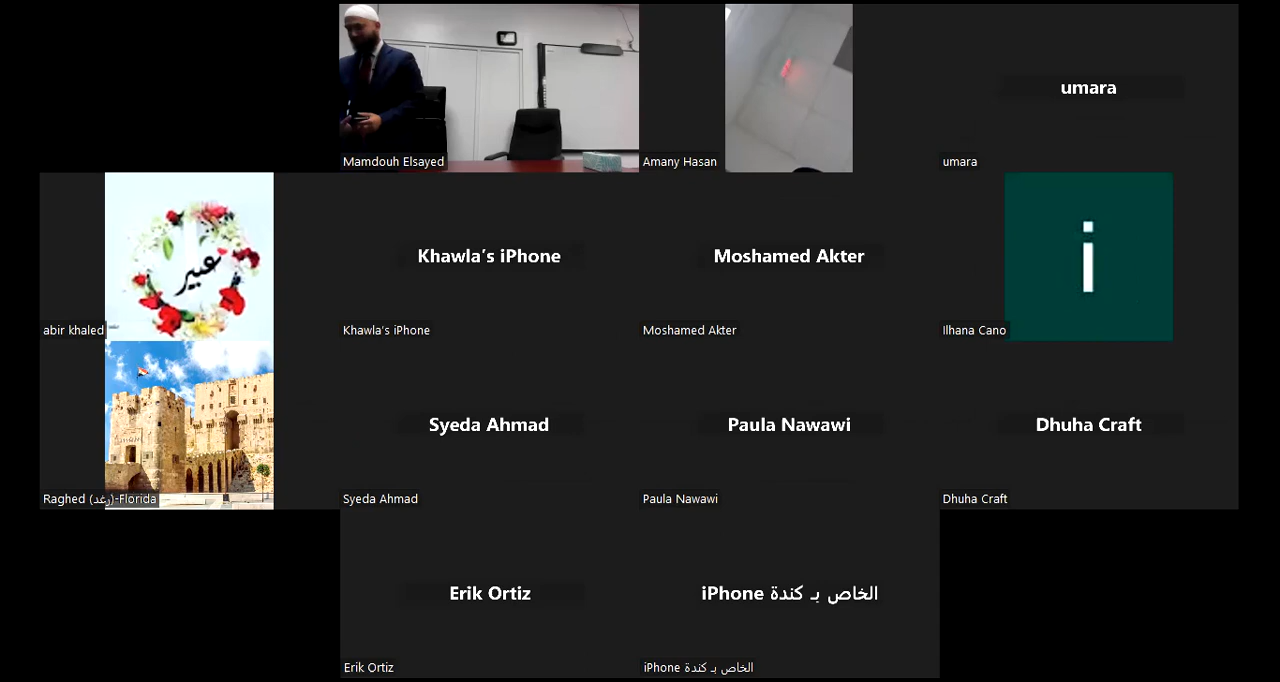 Mamdouh Elsayed
Amany Hasan
umara
umara
عبير
abir khaled
Khawla's iPhone
Khawla's iPhone
Moshamed Akter
Moshamed Akter
i
Ilhana Cano
Raghed (رغد)-Florida
Syeda Ahmad
Syeda Ahmad
Paula Nawawi
Paula Nawawi
Dhuha Craft
Dhuha Craft
Erik Ortiz
Erik Ortiz
iPhone الخاص بـ كندة
iPhone الخاص بـ كندة